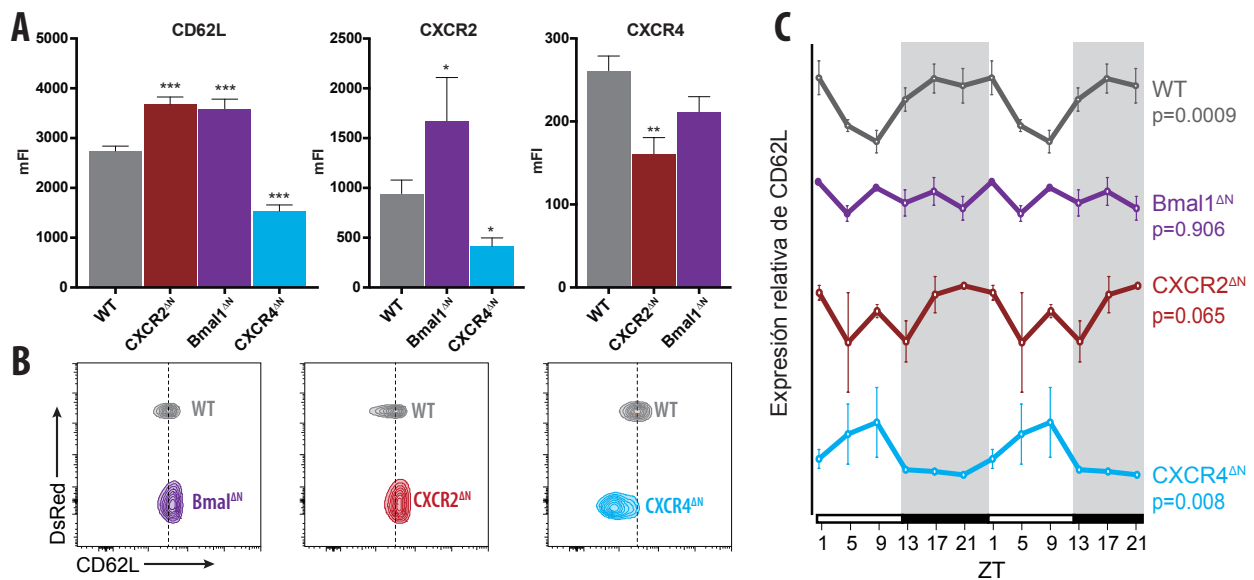 A
CD62L
5000
4000
3000
2000
1000
0
mFI
***
***
***
WT
CXCR2ΔN
Bmal1ΔN
CXCR4ΔN
CXCR2
2500
2000
1500
1000
500
0
mFI
*
*
WT
Bmal1ΔN
CXCR4ΔN
CXCR4
300
200
100
0
mFI
**
WT
CXCR2ΔN
Bmal1ΔN
B
WT
BmalΔN
DsRed
CD62L
WT
CXCR2ΔN
WT
CXCR4ΔN
C
Expresión relativa de CD62L
WT
p=0.0009
Bmal1ΔN
p=0.906
CXCR2ΔN
p=0.065
CXCR4ΔN
p=0.008
1 5 9 13 17 21 1 5 9 13 17 21
ZT